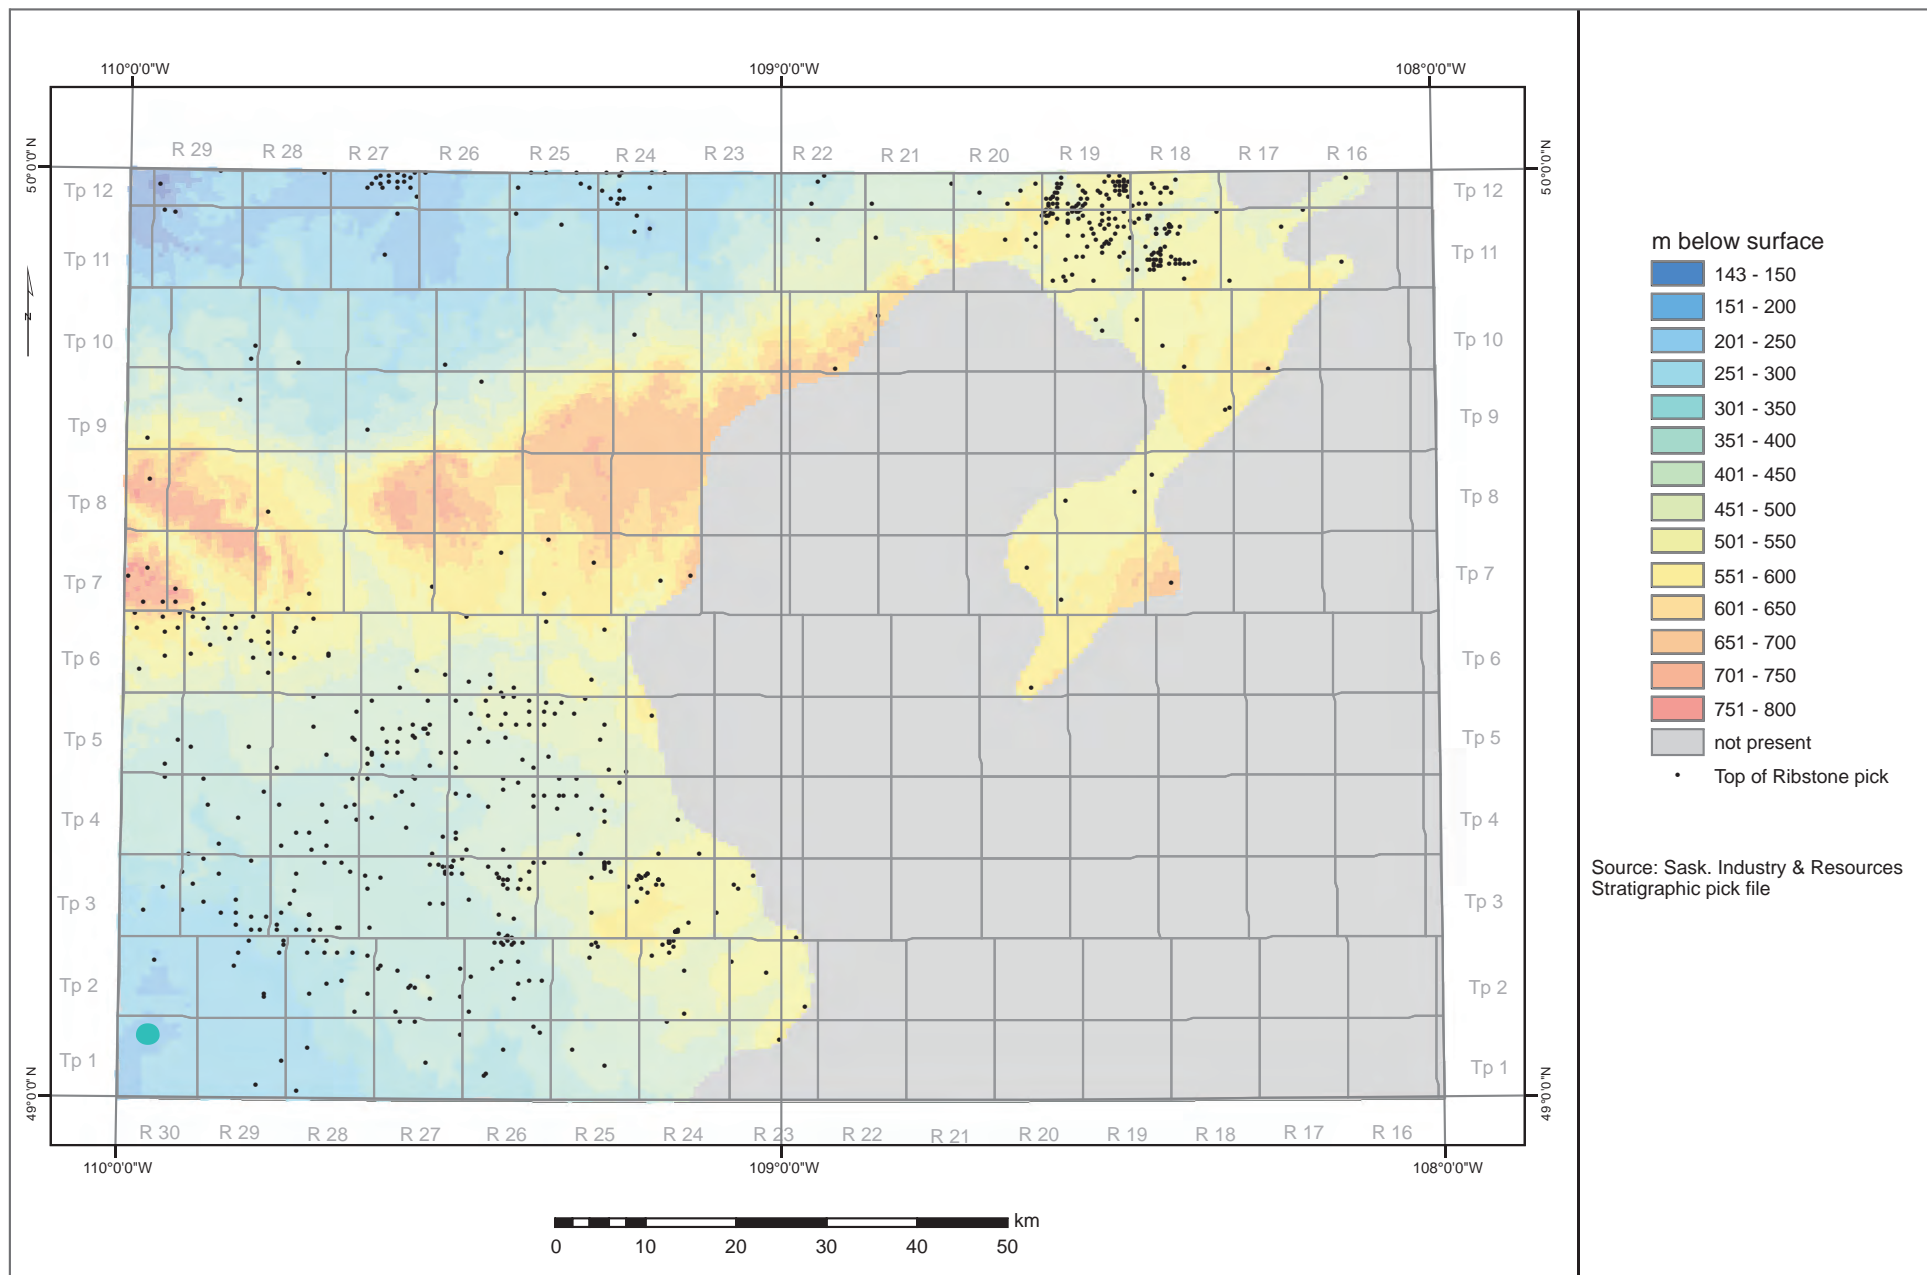 110°0'0"W 109°0'0"W 108°0'0"W
50°0'0"N 50°0'0"N
R 29 R 28 R 27 R 26 R 25 R 24 R 23 R 22 R 21 R 20 R 19 R 18 R 17 R 16
Tp 12 Tp 12
Tp 11 Tp 11
Tp 10 Tp 10
Tp 9 Tp 9
Tp 8 Tp 8
Tp 7 Tp 7
Tp 6 Tp 6
Tp 5 Tp 5
Tp 4 Tp 4
Tp 3 Tp 3
Tp 2 Tp 2
Tp 1 Tp 1
N
49°0'0"N 49°0'0"N
R 30 R 29 R 28 R 27 R 26 R 25 R 24 R 23 R 22 R 21 R 20 R 19 R 18 R 17 R 16
110°0'0"W 109°0'0"W 108°0'0"W
km
0 10 20 30 40 50
m below surface
143 - 150
151 - 200
201 - 250
251 - 300
301 - 350
351 - 400
401 - 450
451 - 500
501 - 550
551 - 600
601 - 650
651 - 700
701 - 750
751 - 800
not present
Top of Ribstone pick
Source: Sask. Industry & Resources
Stratigraphic pick file